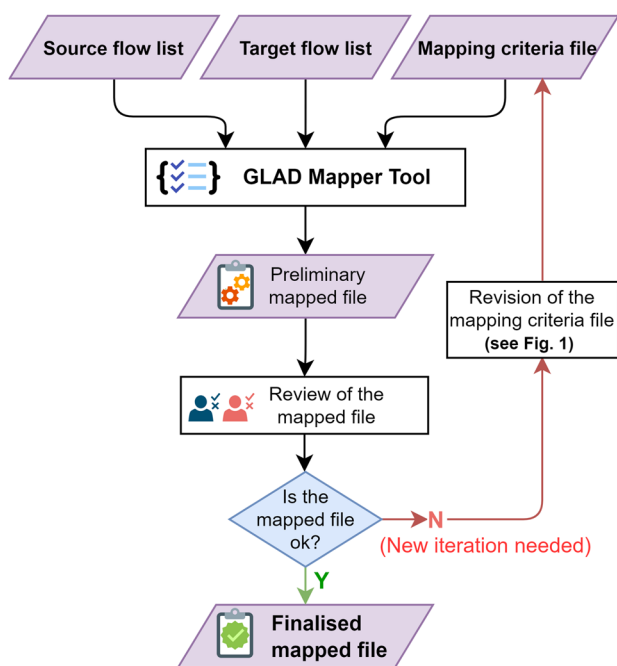 Source flow list
Target flow list
Mapping criteria file
{ } GLAD Mapper Tool
Preliminary
mapped file
Revision of the
mapping criteria file
(see Fig. 1)
Review of the
mapped file
Is the
mapped file
ok?
N
(New iteration needed)
Y
Finalised
mapped file